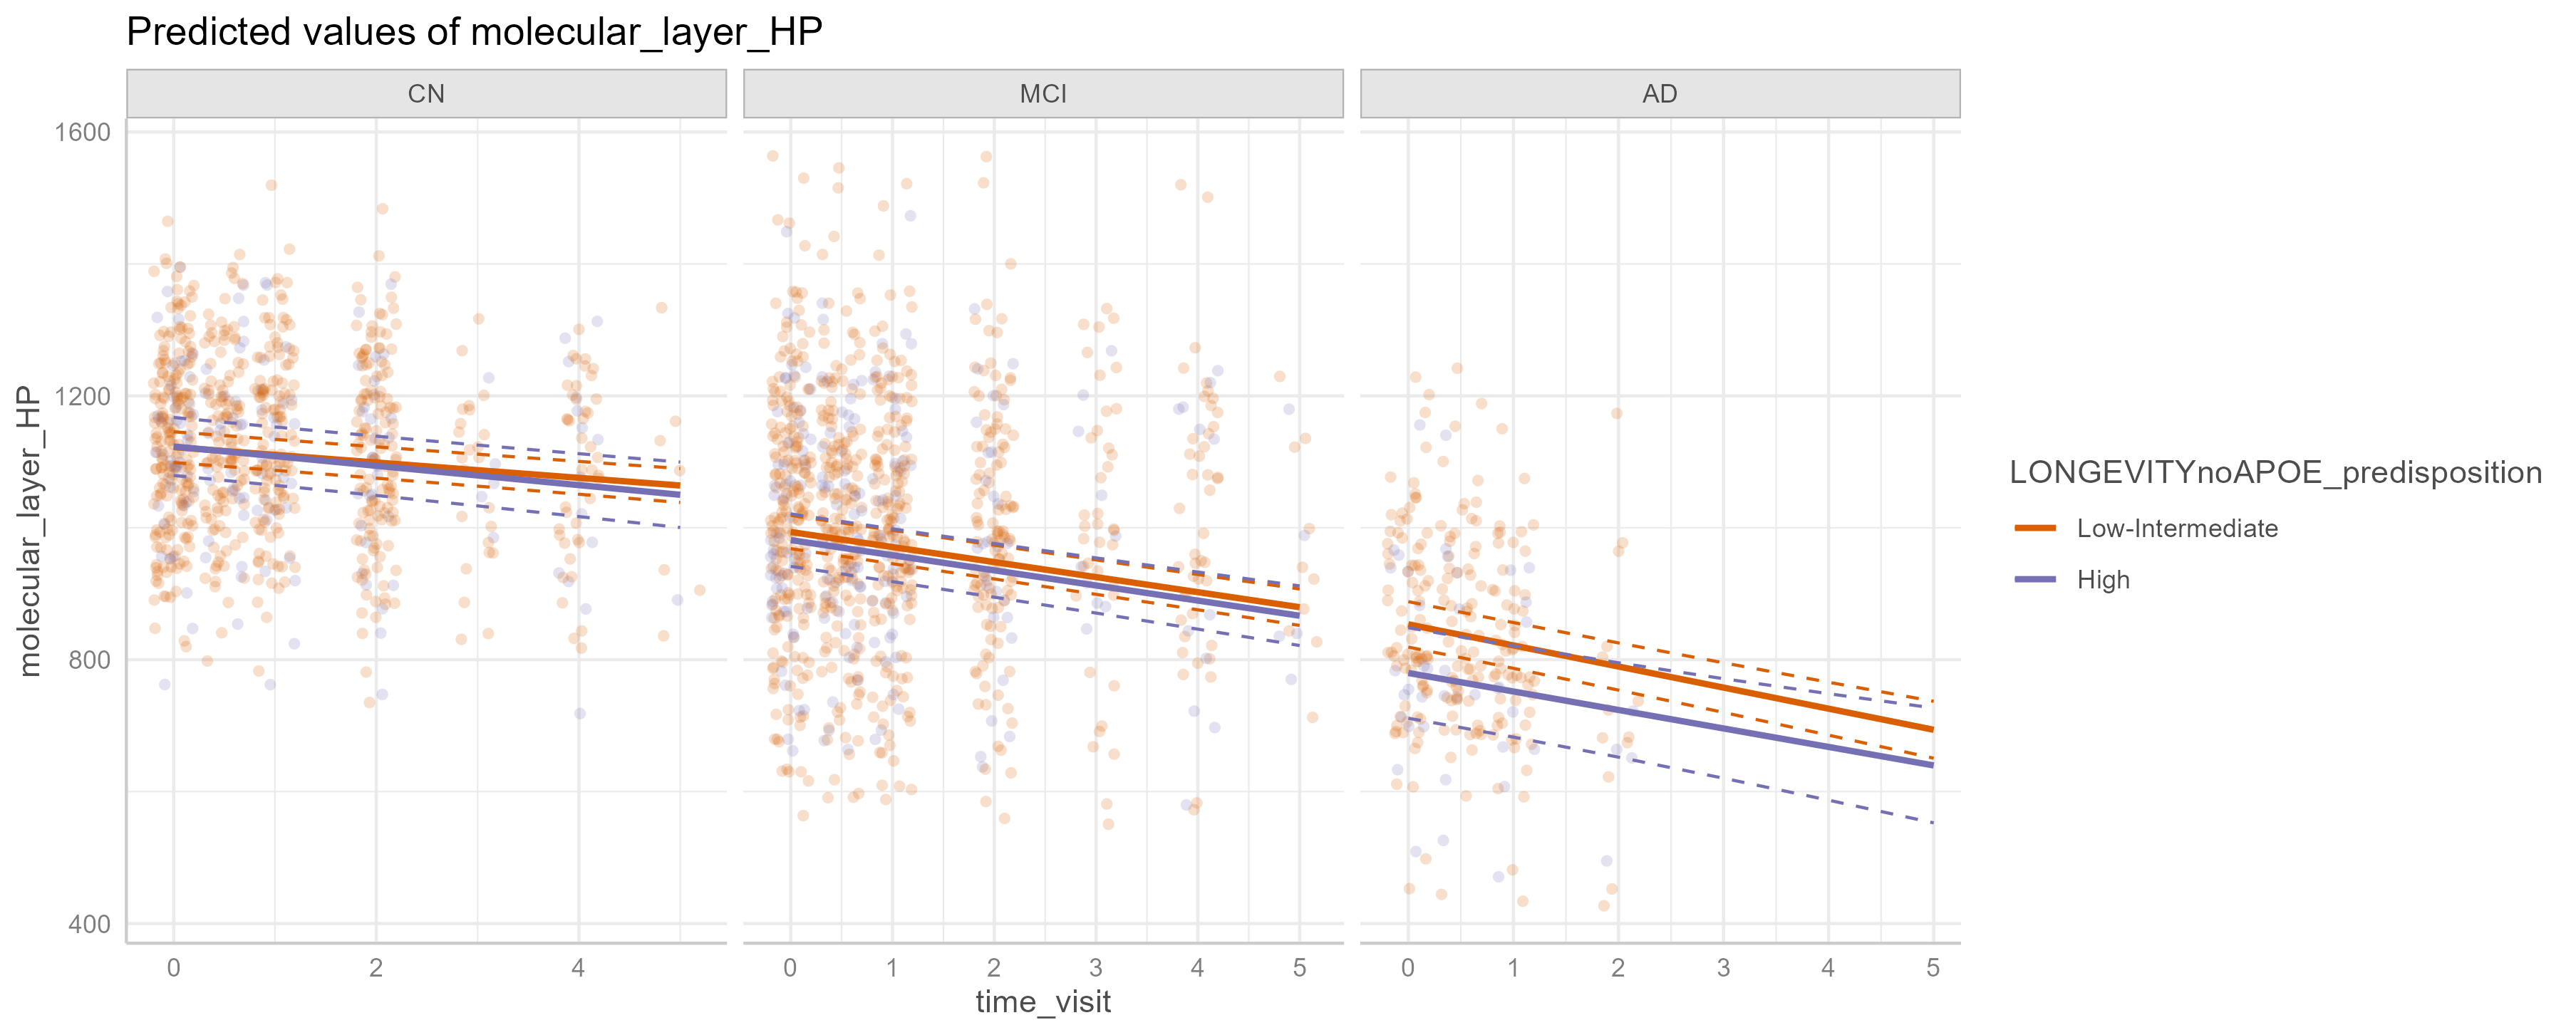 Predicted values of molecular_layer_HP
CN
MCI
AD
1600
1200
800
400
molecular_layer_HP
0
2
4
0
1
2
3
4
5
0
1
2
3
4
5
time_visit
LONGEVITYnoAPOE_predisposition
Low-Intermediate
High